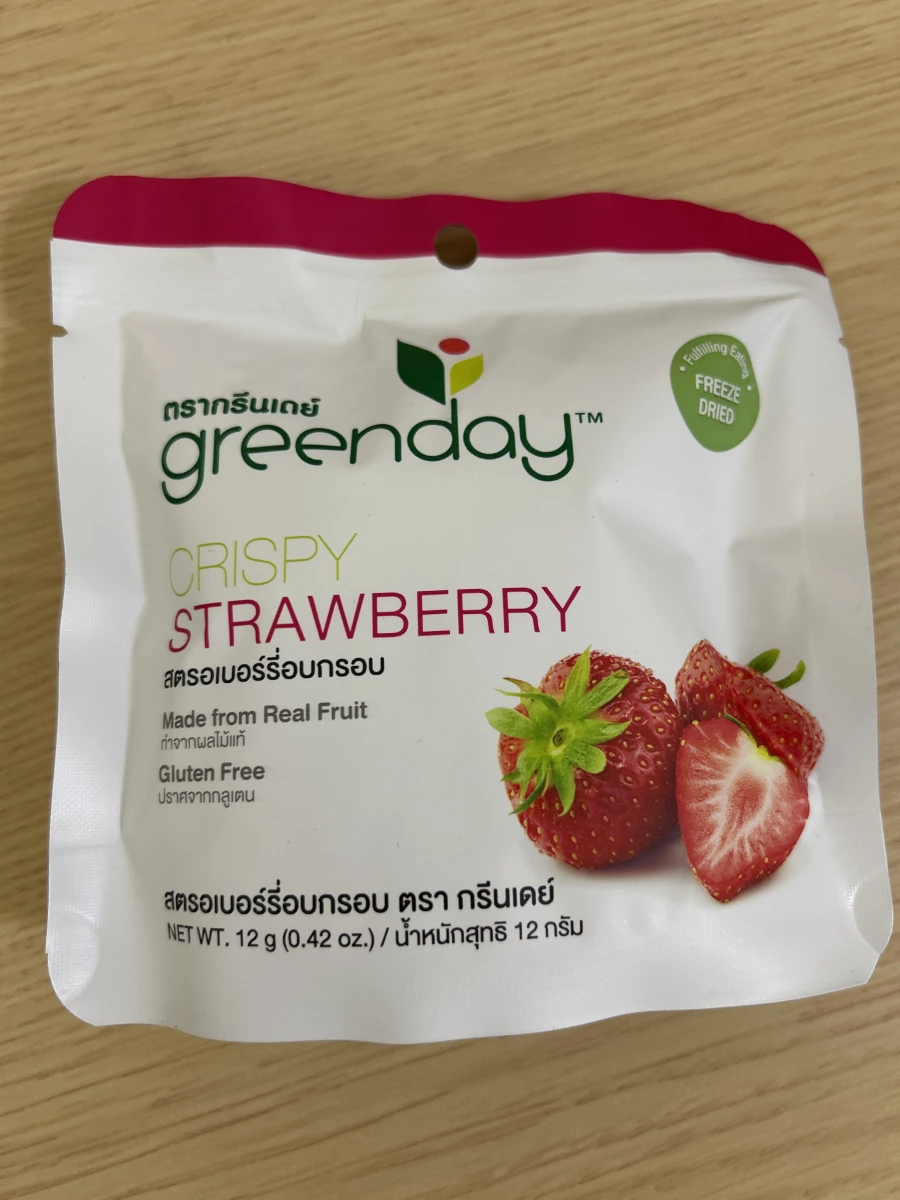 ตรากรีนเดย์
greenday™
• Fulfilling Eating •
FREEZE
DRIED
CRISPY
STRAWBERRY
สตรอเบอร์รี่อบกรอบ
Made from Real Fruit
ทำจากผลไม้แท้
Gluten Free
ปราศจากกลูเตน
สตรอเบอร์รี่อบกรอบ ตรา กรีนเดย์
NET WT. 12 g (0.42 oz.) / น้ำหนักสุทธิ 12 กรัม